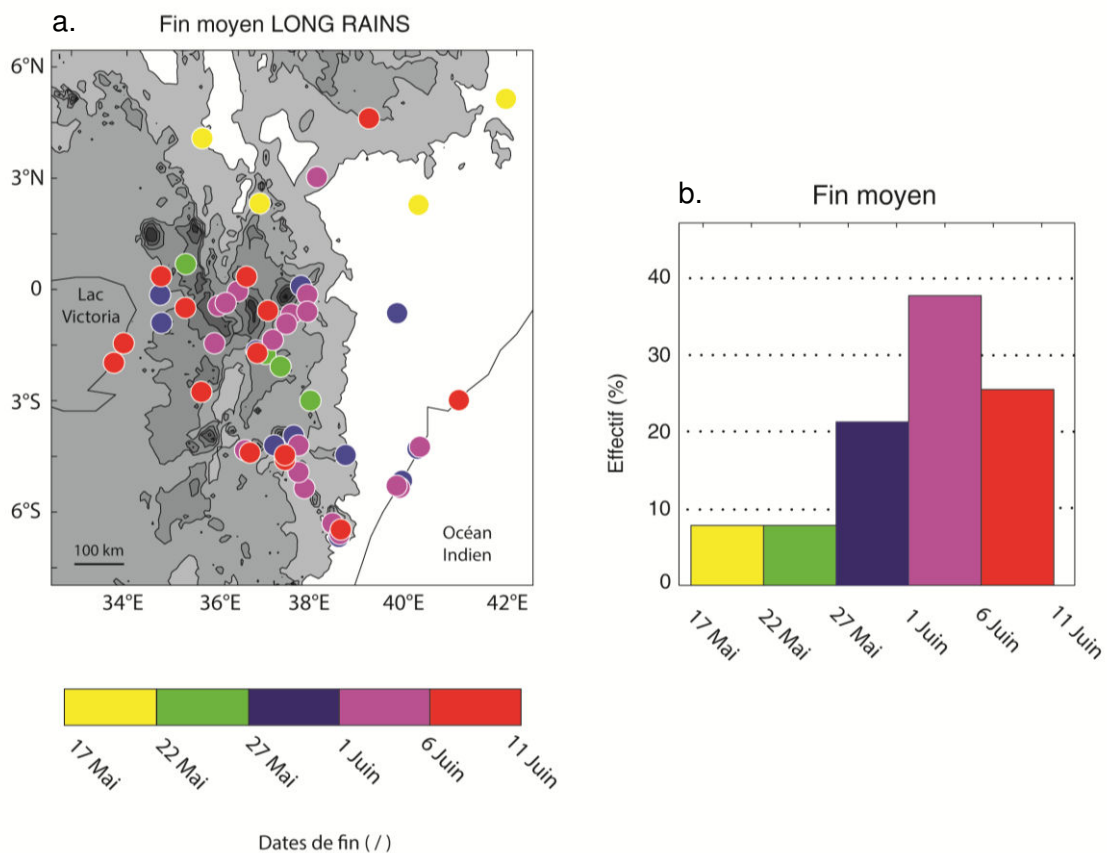 a.
Fin moyen LONG RAINS
6°N
3°N
0
3°S
6°S
Lac
Victoria
Océan
Indien
100 km
34°E 36°E 38°E 40°E 42°E
17 Mai 22 Mai 27 Mai 1 Juin 6 Juin 11 Juin
Dates de fin ( / )
b.
Fin moyen
Effectif (%)
40
30
20
10
0
17 Mai 22 Mai 27 Mai 1 Juin 6 Juin 11 Juin